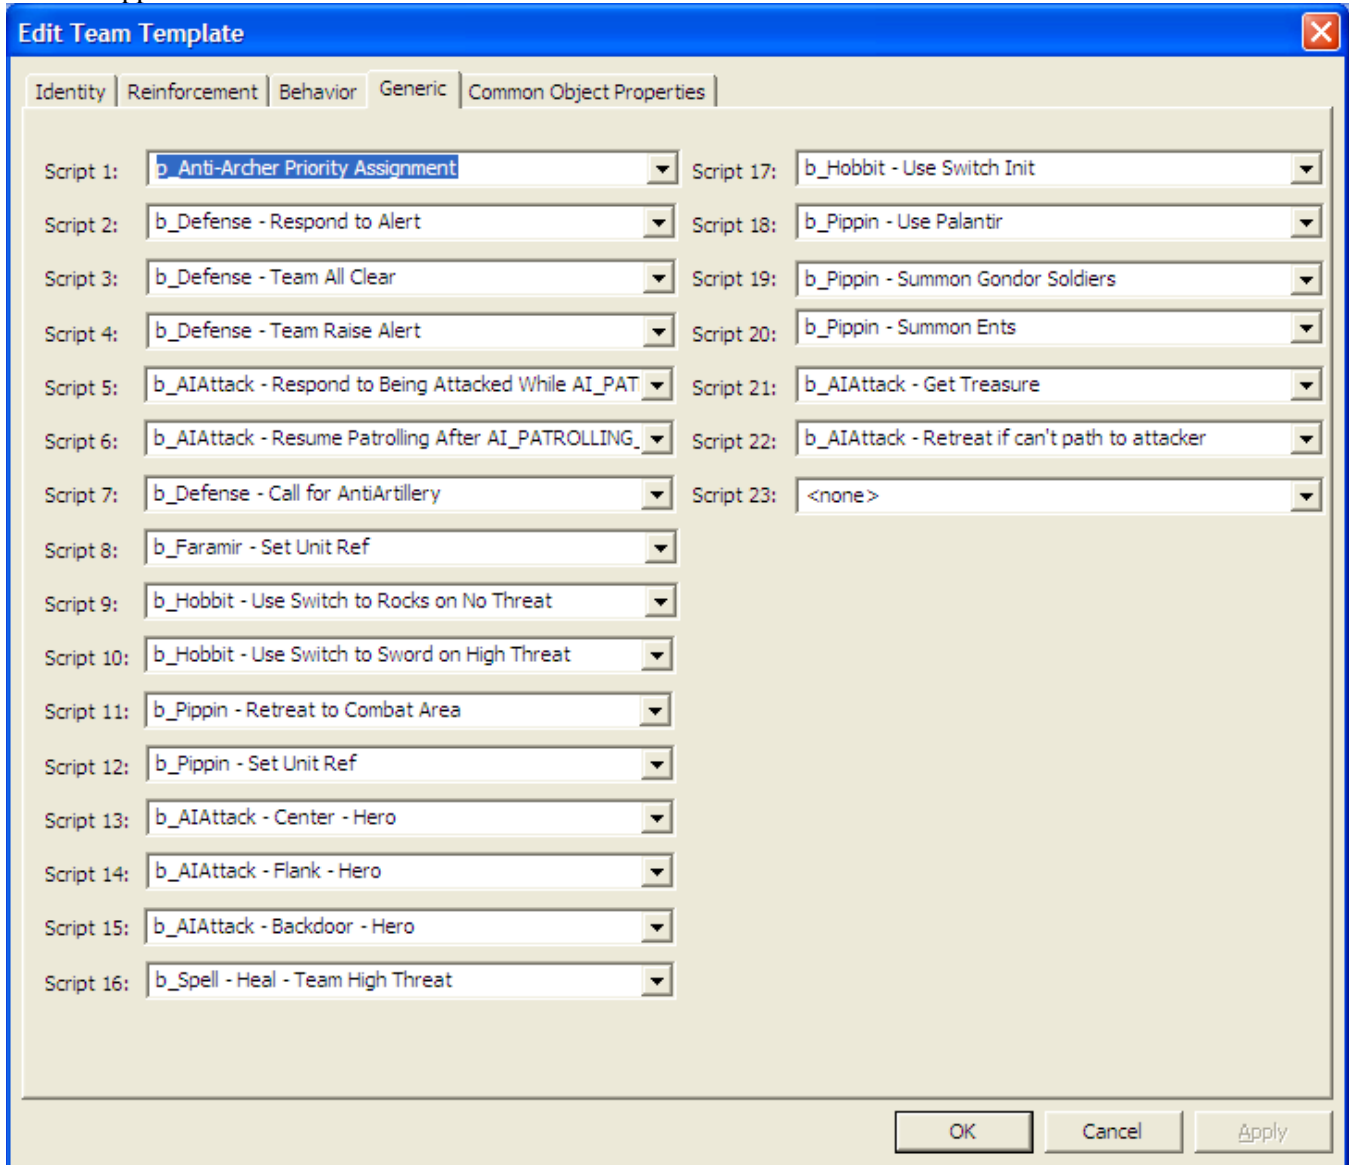 Edit Team Template
Identity Reinforcement Behavior Generic Common Object Properties
Script 1: b_Anti-Archer Priority Assignment
Script 2: b_Defense - Respond to Alert
Script 3: b_Defense - Team All Clear
Script 4: b_Defense - Team Raise Alert
Script 5: b_AIAttack - Respond to Being Attacked While AI_PAT
Script 6: b_AIAttack - Resume Patrolling After AI_PATROLLING_
Script 7: b_Defense - Call for AntiArtillery
Script 8: b_Faramir - Set Unit Ref
Script 9: b_Hobbit - Use Switch to Rocks on No Threat
Script 10: b_Hobbit - Use Switch to Sword on High Threat
Script 11: b_Pippin - Retreat to Combat Area
Script 12: b_Pippin - Set Unit Ref
Script 13: b_AIAttack - Center - Hero
Script 14: b_AIAttack - Flank - Hero
Script 15: b_AIAttack - Backdoor - Hero
Script 16: b_Spell - Heal - Team High Threat
Script 17: b_Hobbit - Use Switch Init
Script 18: b_Pippin - Use Palantir
Script 19: b_Pippin - Summon Gondor Soldiers
Script 20: b_Pippin - Summon Ents
Script 21: b_AIAttack - Get Treasure
Script 22: b_AIAttack - Retreat if can't path to attacker
Script 23: <none>
OK Cancel Apply